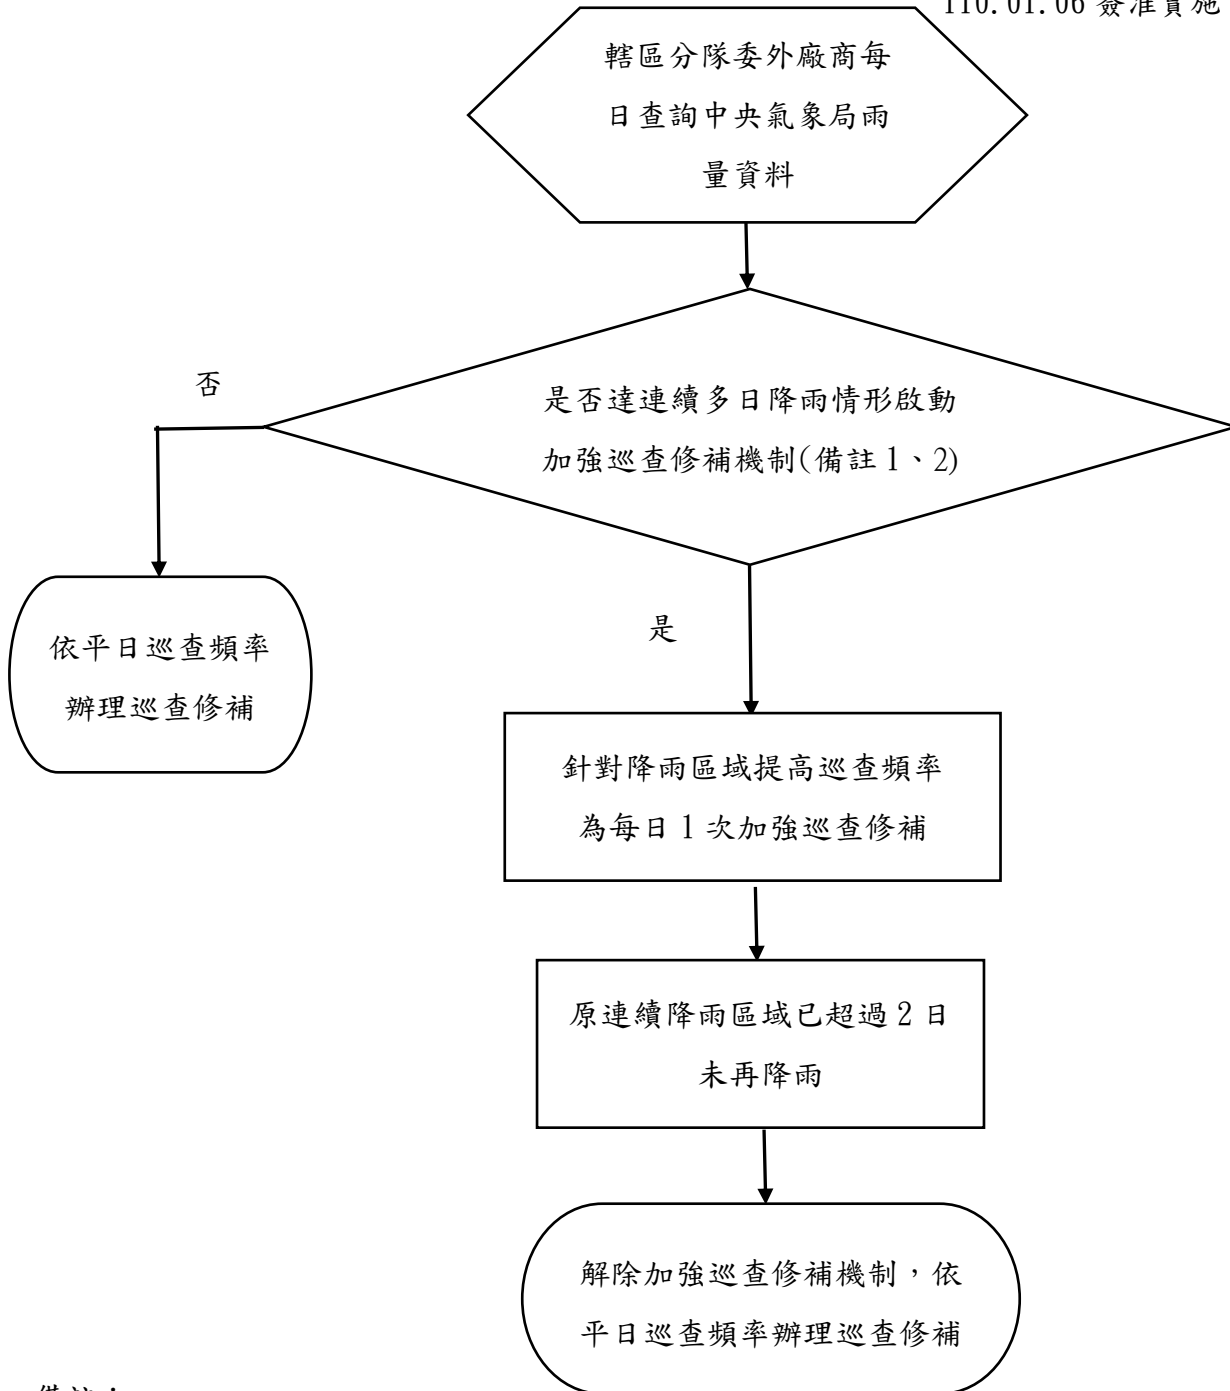 110.01.06 簽准實施
轄區分隊委外廠商每
日查詢中央氣象局雨
量資料
否
是否達連續多日降雨情形啟動
加強巡查修補機制(備註 1、2)
依平日巡查頻率
辦理巡查修補
是
針對降雨區域提高巡查頻率
為每日 1 次加強巡查修補
原連續降雨區域已超過 2 日
未再降雨
解除加強巡查修補機制，依
平日巡查頻率辦理巡查修補
備註：